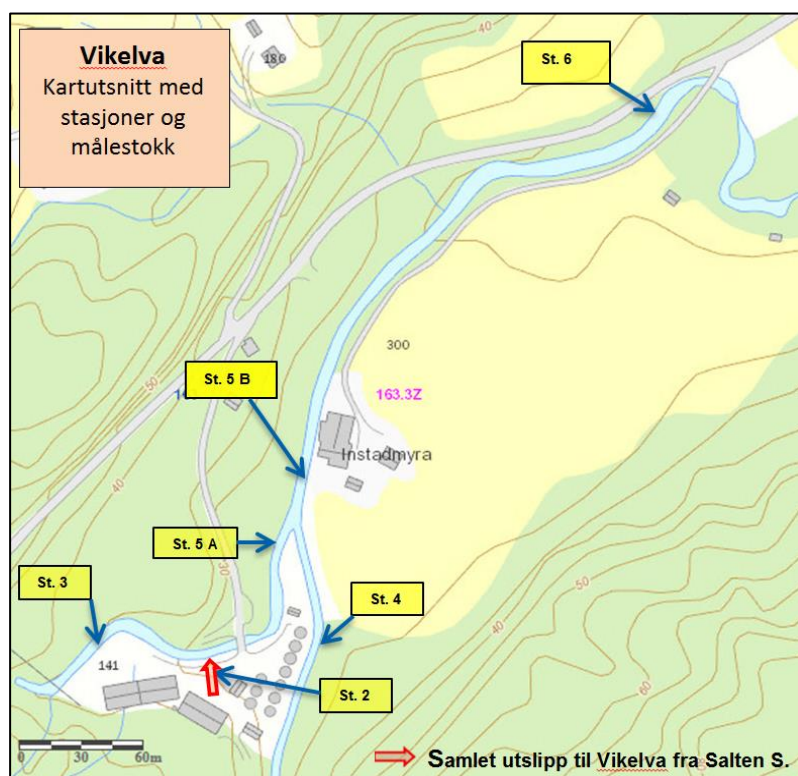 Vikelva
Kartutsnitt med
stasjoner og
målestokk
180
40
40
St. 6
300
St. 5 B
163.3Z
50
Instadmyra
40
St. 5 A
30
St. 3
St. 4
50
40
141
St. 2
60
0
30
60m
Samlet utslipp til Vikelva fra Salten S.